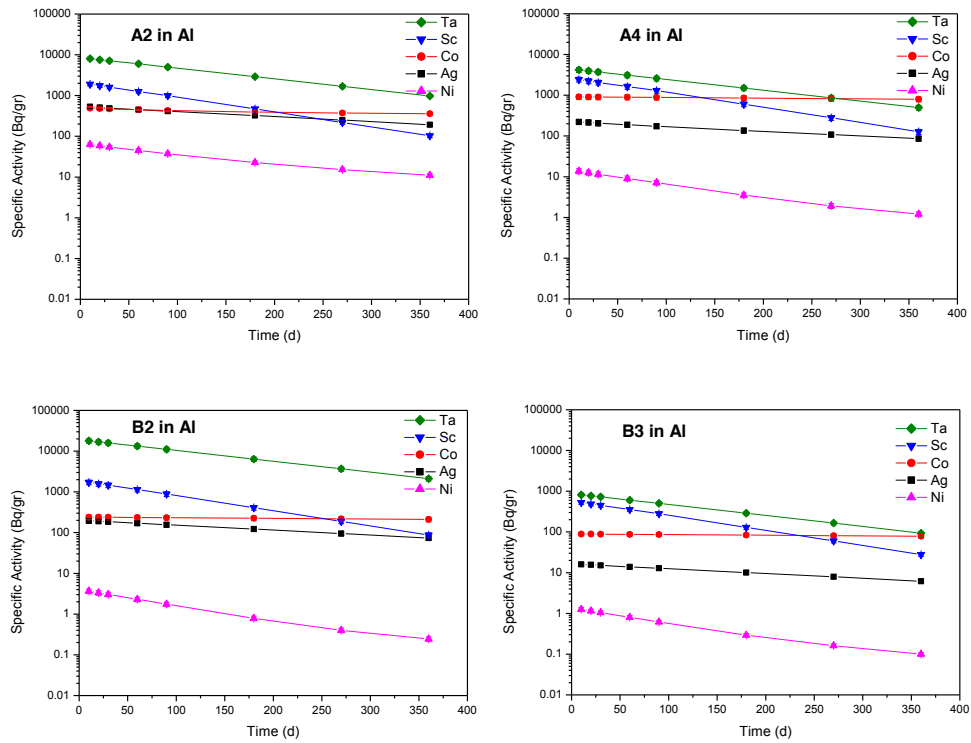 A2 in Al
Ta
Sc
Co
Ag
Ni
100000
10000
1000
100
10
1
0.1
0.01
Specific Activity (Bq/gr)
0 50 100 150 200 250 300 350 400
Time (d)
A4 in Al
Ta
Sc
Co
Ag
Ni
100000
10000
1000
100
10
1
0.1
0.01
Specific Activity (Bq/gr)
0 50 100 150 200 250 300 350 400
Time (d)
B2 in Al
Ta
Sc
Co
Ag
Ni
100000
10000
1000
100
10
1
0.1
0.01
Specific Activity (Bq/gr)
0 50 100 150 200 250 300 350 400
Time (d)
B3 in Al
Ta
Sc
Co
Ag
Ni
100000
10000
1000
100
10
1
0.1
0.01
Specific Activity (Bq/gr)
0 50 100 150 200 250 300 350 400
Time (d)